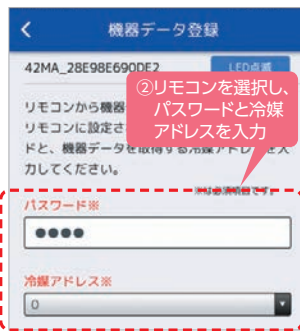 機器データ登録
42MA_28E98E690DE2
LED点滅
②リモコンを選択し、
パスワードと冷媒
アドレスを入力
リモコンから機器
リモコンに設定さ
ドと、機器データを取得する冷媒アドレ
を入
力してください。
※は必須項目です。
パスワード※
●●●●
冷媒アドレス※
0